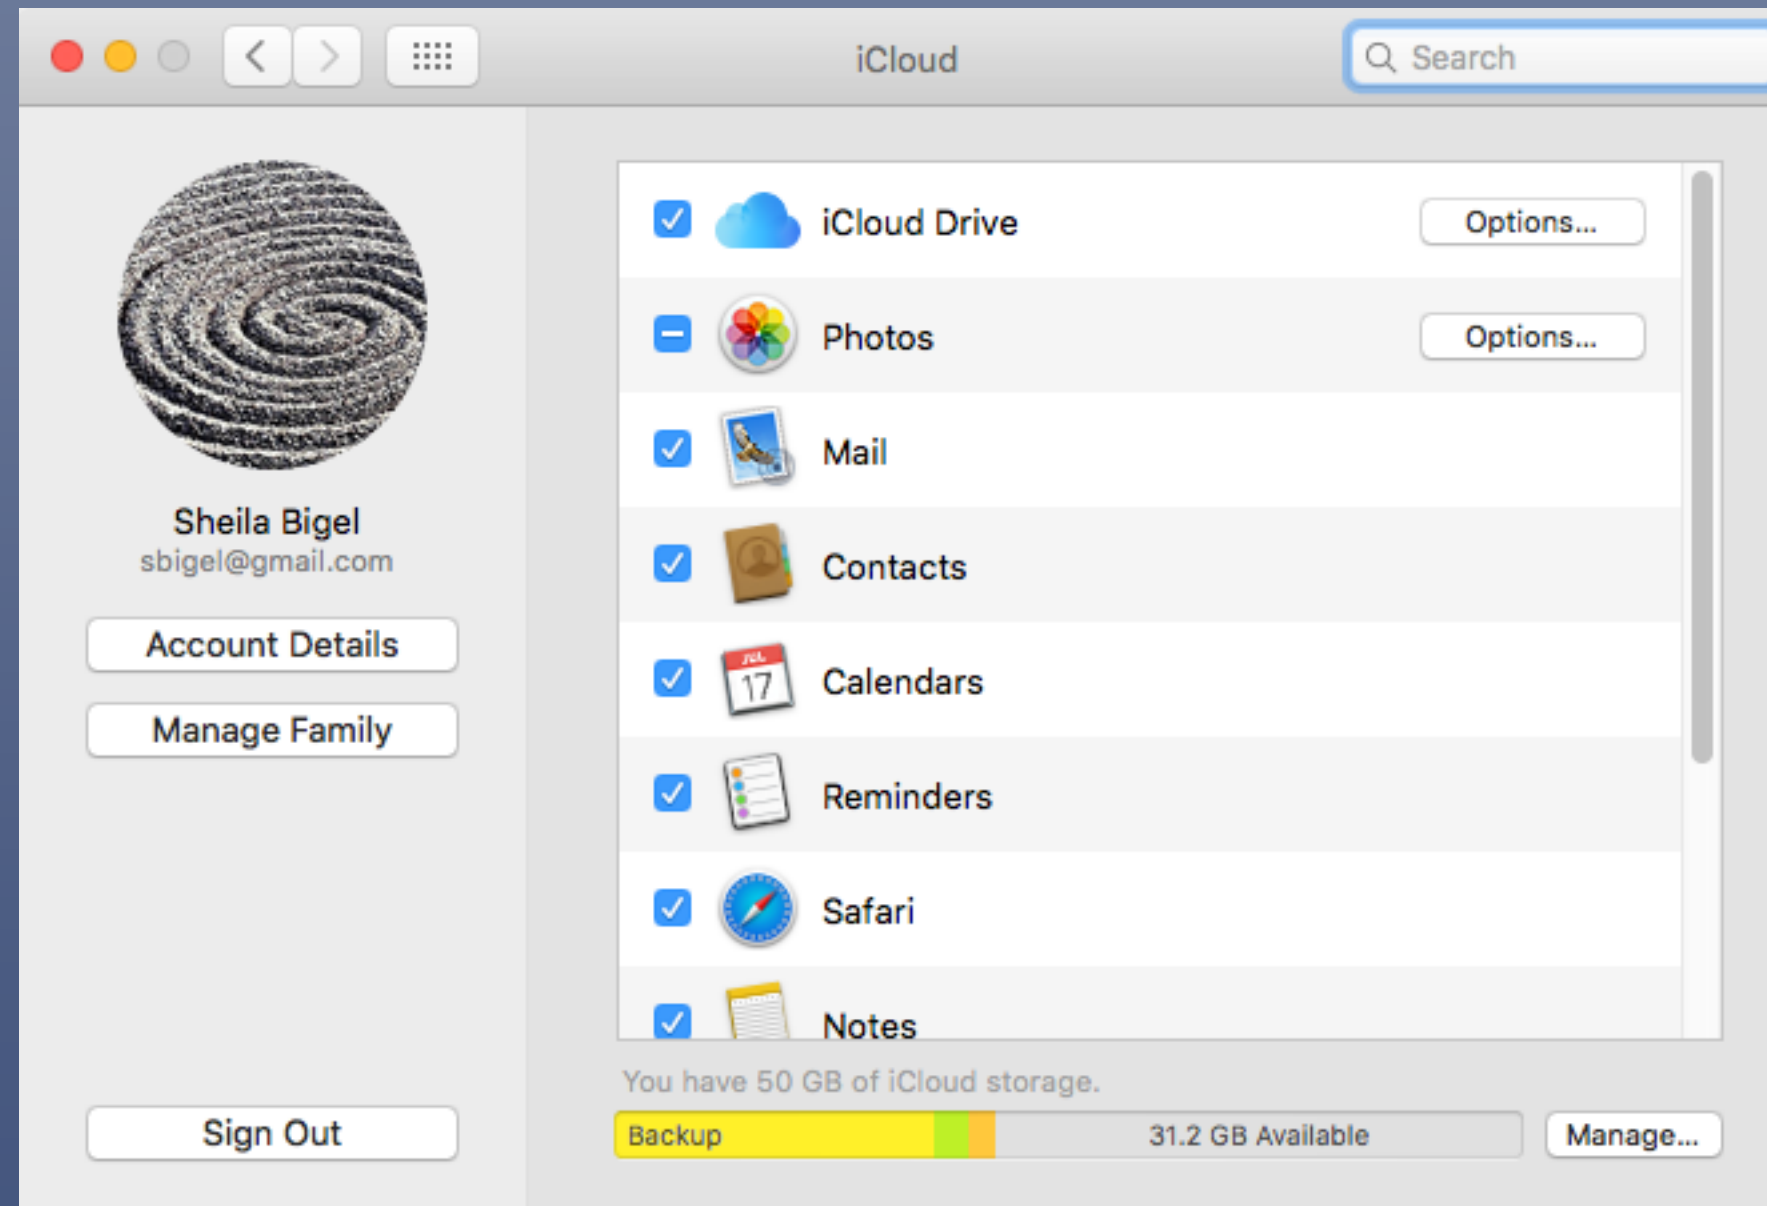 iCloud
Search
Sheila Bigel
sbigel@gmail.com
Account Details
Manage Family
Sign Out
iCloud Drive
Options...
Photos
Options...
Mail
Contacts
JUL
17
Calendars
Reminders
Safari
Notes
You have 50 GB of iCloud storage.
Backup
31.2 GB Available
Manage...